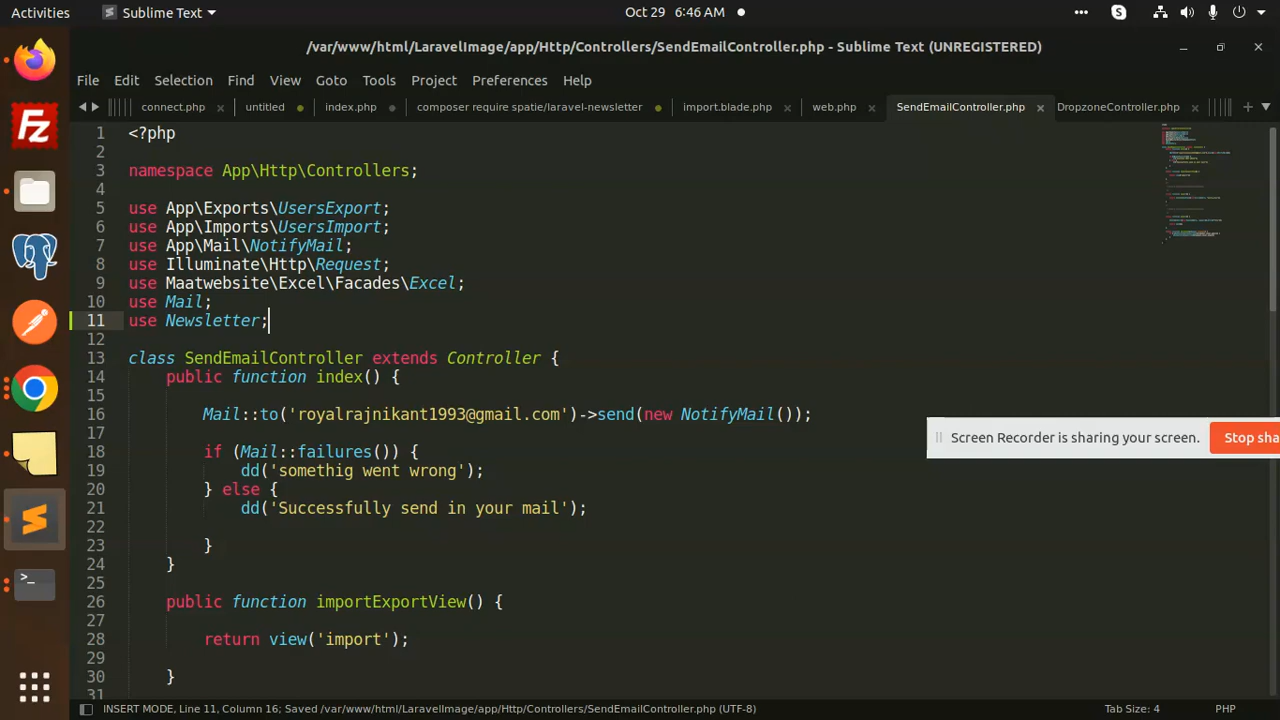 Activities
Sublime Text
Oct 29 6:46 AM
/var/www/html/LaravelImage/app/Http/Controllers/SendEmailController.php - Sublime Text (UNREGISTERED)
File Edit Selection Find View Goto Tools Project Preferences Help
connect.php untitled index.php composer require spatie/laravel-newsletter import.blade.php web.php SendEmailController.php DropzoneController.php
1 <?php
2
3 namespace App\Http\Controllers;
4
5 use App\Exports\UsersExport;
6 use App\Imports\UsersImport;
7 use App\Mail\NotifyMail;
8 use Illuminate\Http\Request;
9 use Maatwebsite\Excel\Facades\Excel;
10 use Mail;
11 use Newsletter;
12
13 class SendEmailController extends Controller {
14 public function index() {
15
16 Mail::to('royalrajnikant1993@gmail.com')->send(new NotifyMail());
17
18 if (Mail::failures()) {
19 dd('somethig went wrong');
20 } else {
21 dd('Successfully send in your mail');
22
23 }
24 }
25
26 public function importExportView() {
27
28 return view('import');
29
30 }
31
Screen Recorder is sharing your screen.
Stop sha
INSERT MODE, Line 11, Column 16; Saved /var/www/html/LaravelImage/app/Http/Controllers/SendEmailController.php (UTF-8)
Tab Size: 4
PHP